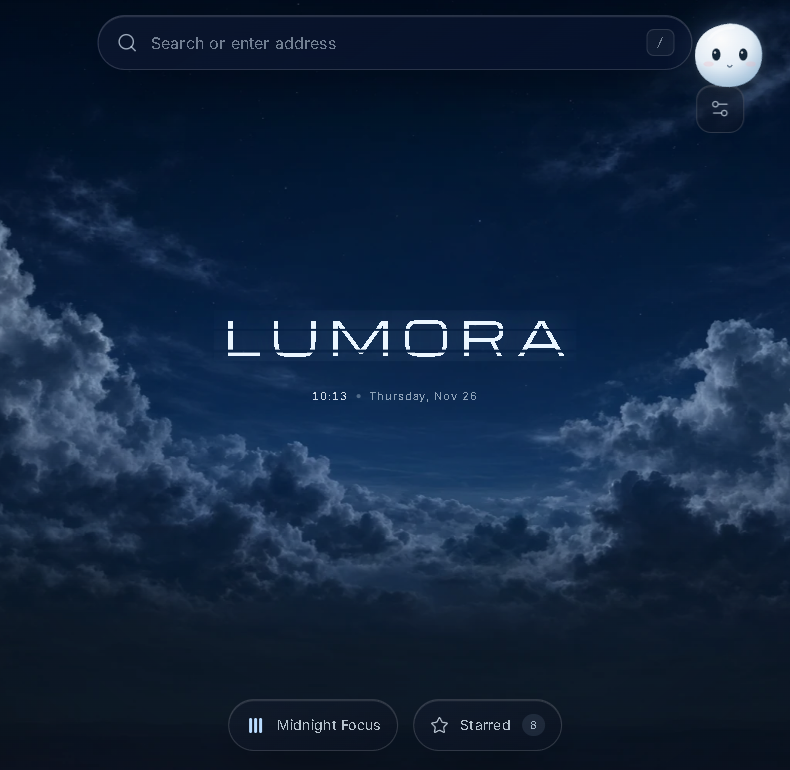 Search or enter address /
LUMORA
10:13 • Thursday, Nov 26
Midnight Focus
Starred 8